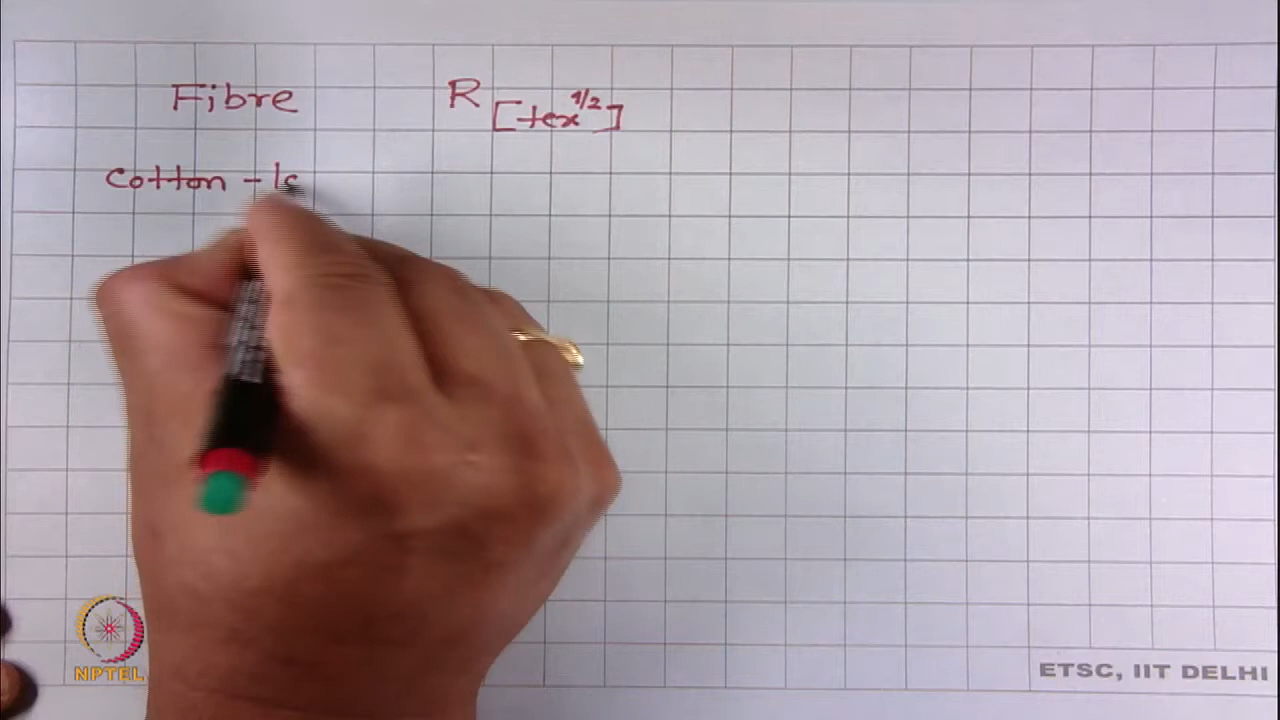 Fibre R [tex^1/2]
Cotton -
NPTEL
ETSC, IIT DELHI